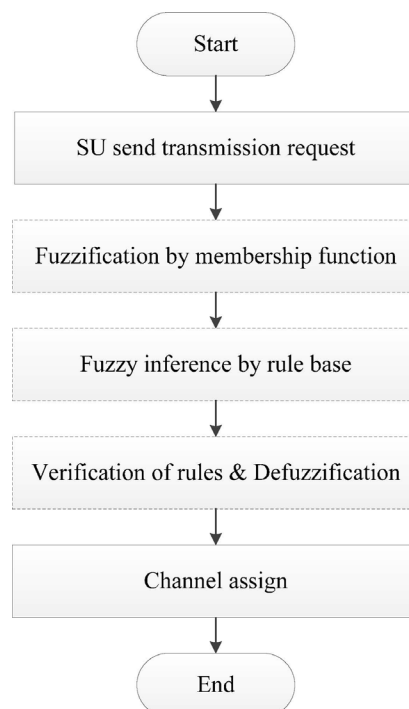 Start
SU send transmission request
Fuzzification by membership function
Fuzzy inference by rule base
Verification of rules & Defuzzification
Channel assign
End